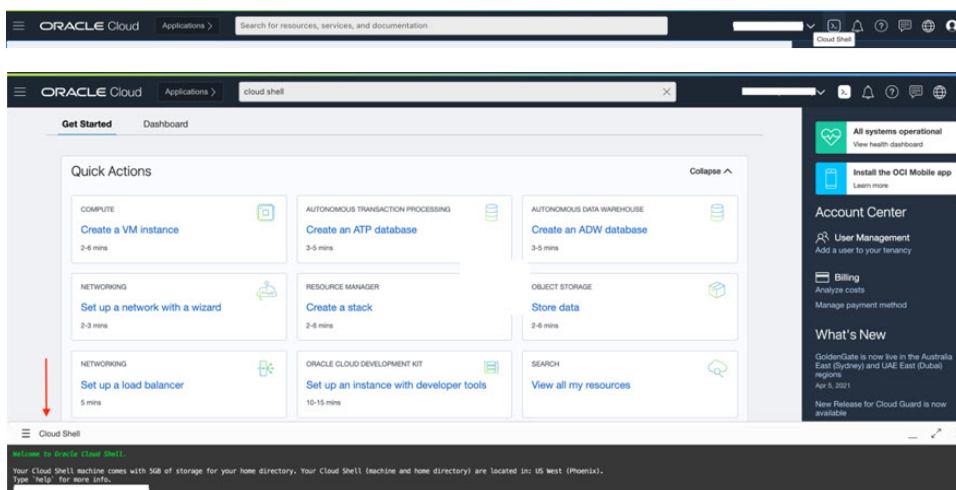 ORACLE Cloud
Applications >
Search for resources, services, and documentation
Cloud Shell
ORACLE Cloud
Applications >
cloud shell
Get Started Dashboard
Quick Actions
Collapse
COMPUTE
Create a VM instance
2-6 mins
AUTONOMOUS TRANSACTION PROCESSING
Create an ATP database
3-5 mins
AUTONOMOUS DATA WAREHOUSE
Create an ADW database
3-5 mins
NETWORKING
Set up a network with a wizard
2-3 mins
RESOURCE MANAGER
Create a stack
2-6 mins
OBJECT STORAGE
Store data
2-6 mins
NETWORKING
Set up a load balancer
5 mins
ORACLE CLOUD DEVELOPMENT KIT
Set up an instance with developer tools
10-15 mins
SEARCH
View all my resources
All systems operational
View health dashboard
Install the OCI Mobile app
Learn more
Account Center
User Management
Add a user to your tenancy
Billing
Analyze costs
Manage payment method
What's New
GoldenGate is now live in the Australia
East (Sydney) and UAE East (Dubai)
regions
Apr 5, 2021
New Release for Cloud Guard is now
available
Cloud Shell
Welcome to Oracle Cloud Shell.
Your Cloud Shell machine comes with 5GB of storage for your home directory. Your Cloud Shell (machine and home directory) are located in: US West (Phoenix).
Type `help` for more info.